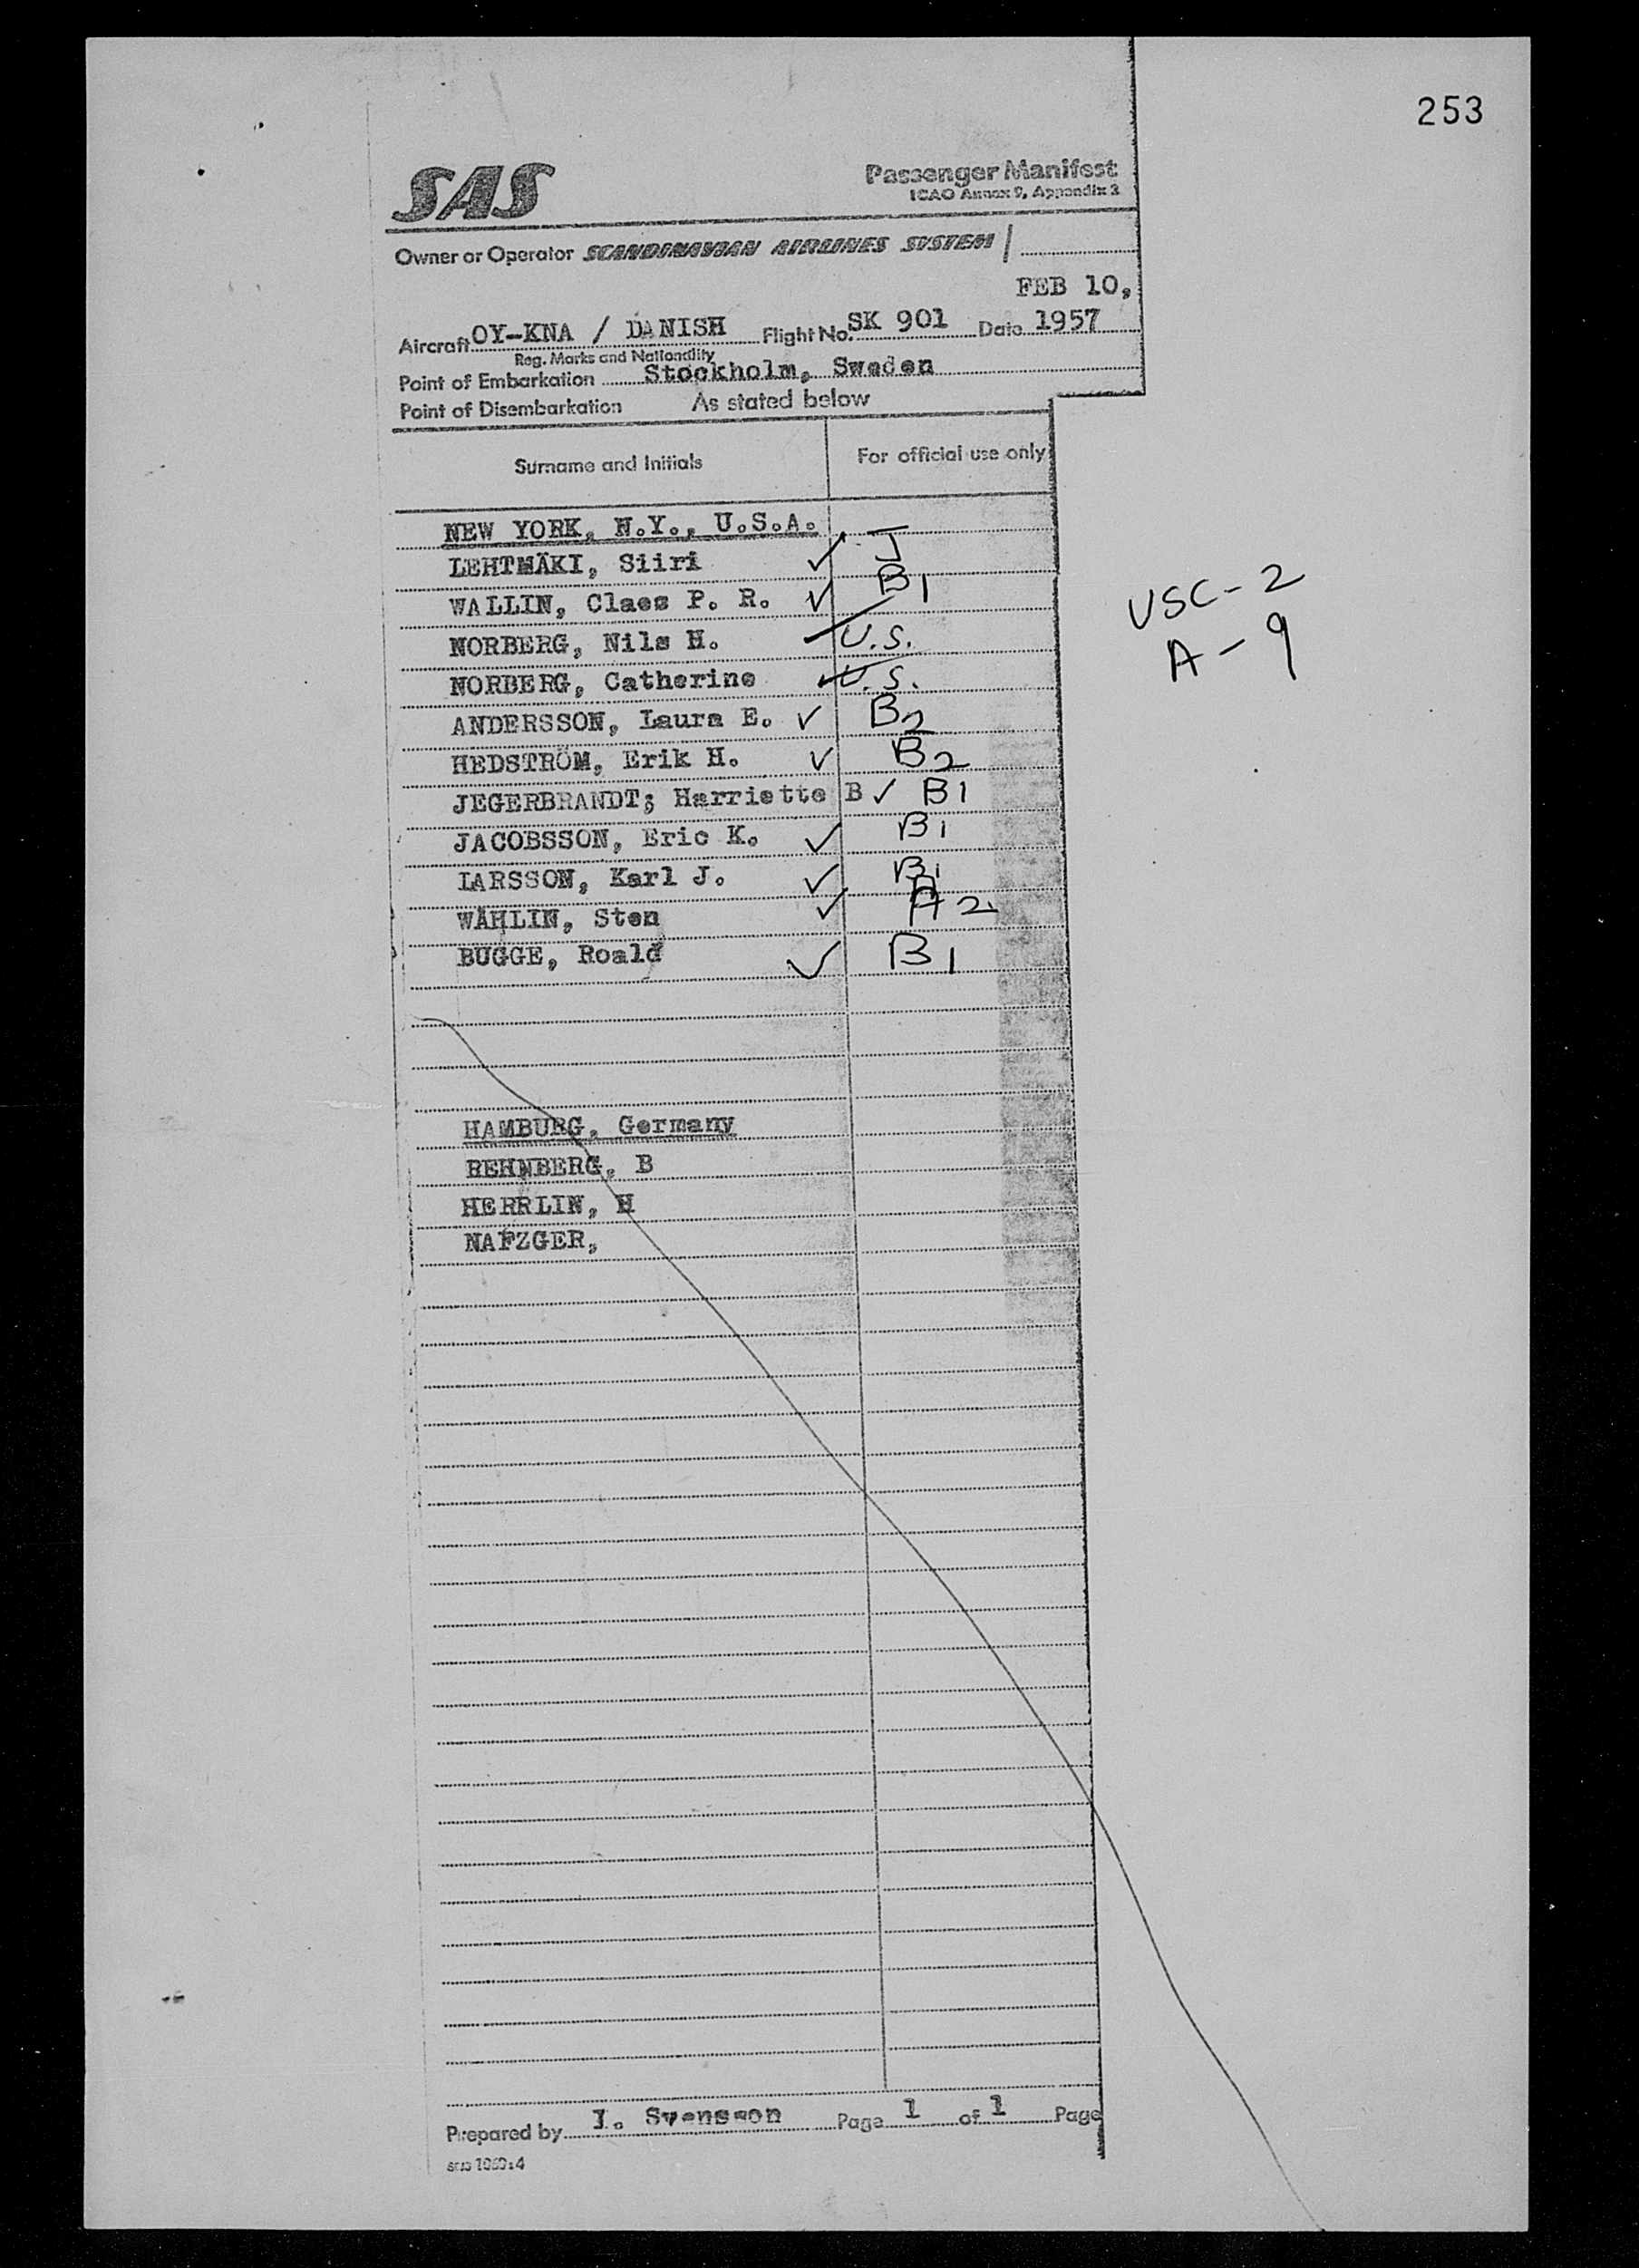 253
SAS
Passenger Manifest
ICAO Annex 9, Appendix 3
Owner or Operator SCANDINAVIAN AIRLINES SYSTEM
FEB 10,
Aircraft OY-KNA / DANISH Flight No. SK 901 Date 1957
Reg. Marks and Nationality
Point of Embarkation Stockholm, Sweden
Point of Disembarkation As stated below
Surname and Initials For official use only
NEW YORK, N.Y., U.S.A.
LEHTMÄKI, Siiri ✓ J
WALLIN, Claes P. R. ✓ B1
USC - 2
NORBERG, Nils H. ✓ U.S.
A - 9
NORBERG, Catherine ✓ U.S.
ANDERSSON, Laura E. ✓ B2
HEDSTRÖM, Erik H. ✓ B2
JEGERBRANDT; Harriette B ✓ B1
JACOBSSON, Eric K. ✓ B1
LARSSON, Karl J. ✓ B1
WÅHLIN, Sten ✓ A2
BUGGE, Roald ✓ B1
HAMBURG, Germany
REHNBERG, B
HERRLIN, H
NAFZGER,
Prepared by I. Svensson Page 1 of 1 Page